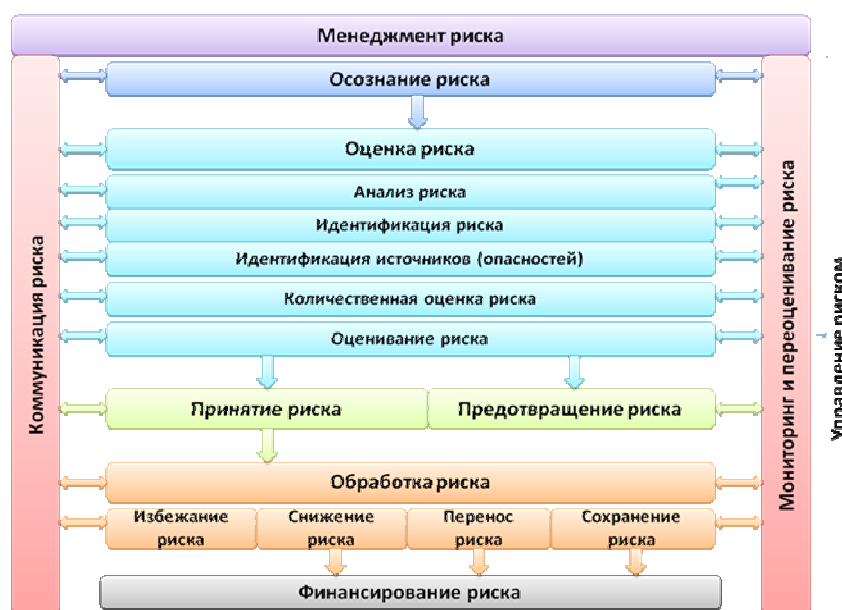 Менеджмент риска
Осознание риска
Оценка риска
Анализ риска
Идентификация риска
Идентификация источников (опасностей)
Количественная оценка риска
Оценивание риска
Принятие риска
Предотвращение риска
Обработка риска
Избежание
риска
Снижение
риска
Перенос
риска
Сохранение
риска
Финансирование риска
Коммуникация риска
Мониторинг и переоценивание риска
Управление риском